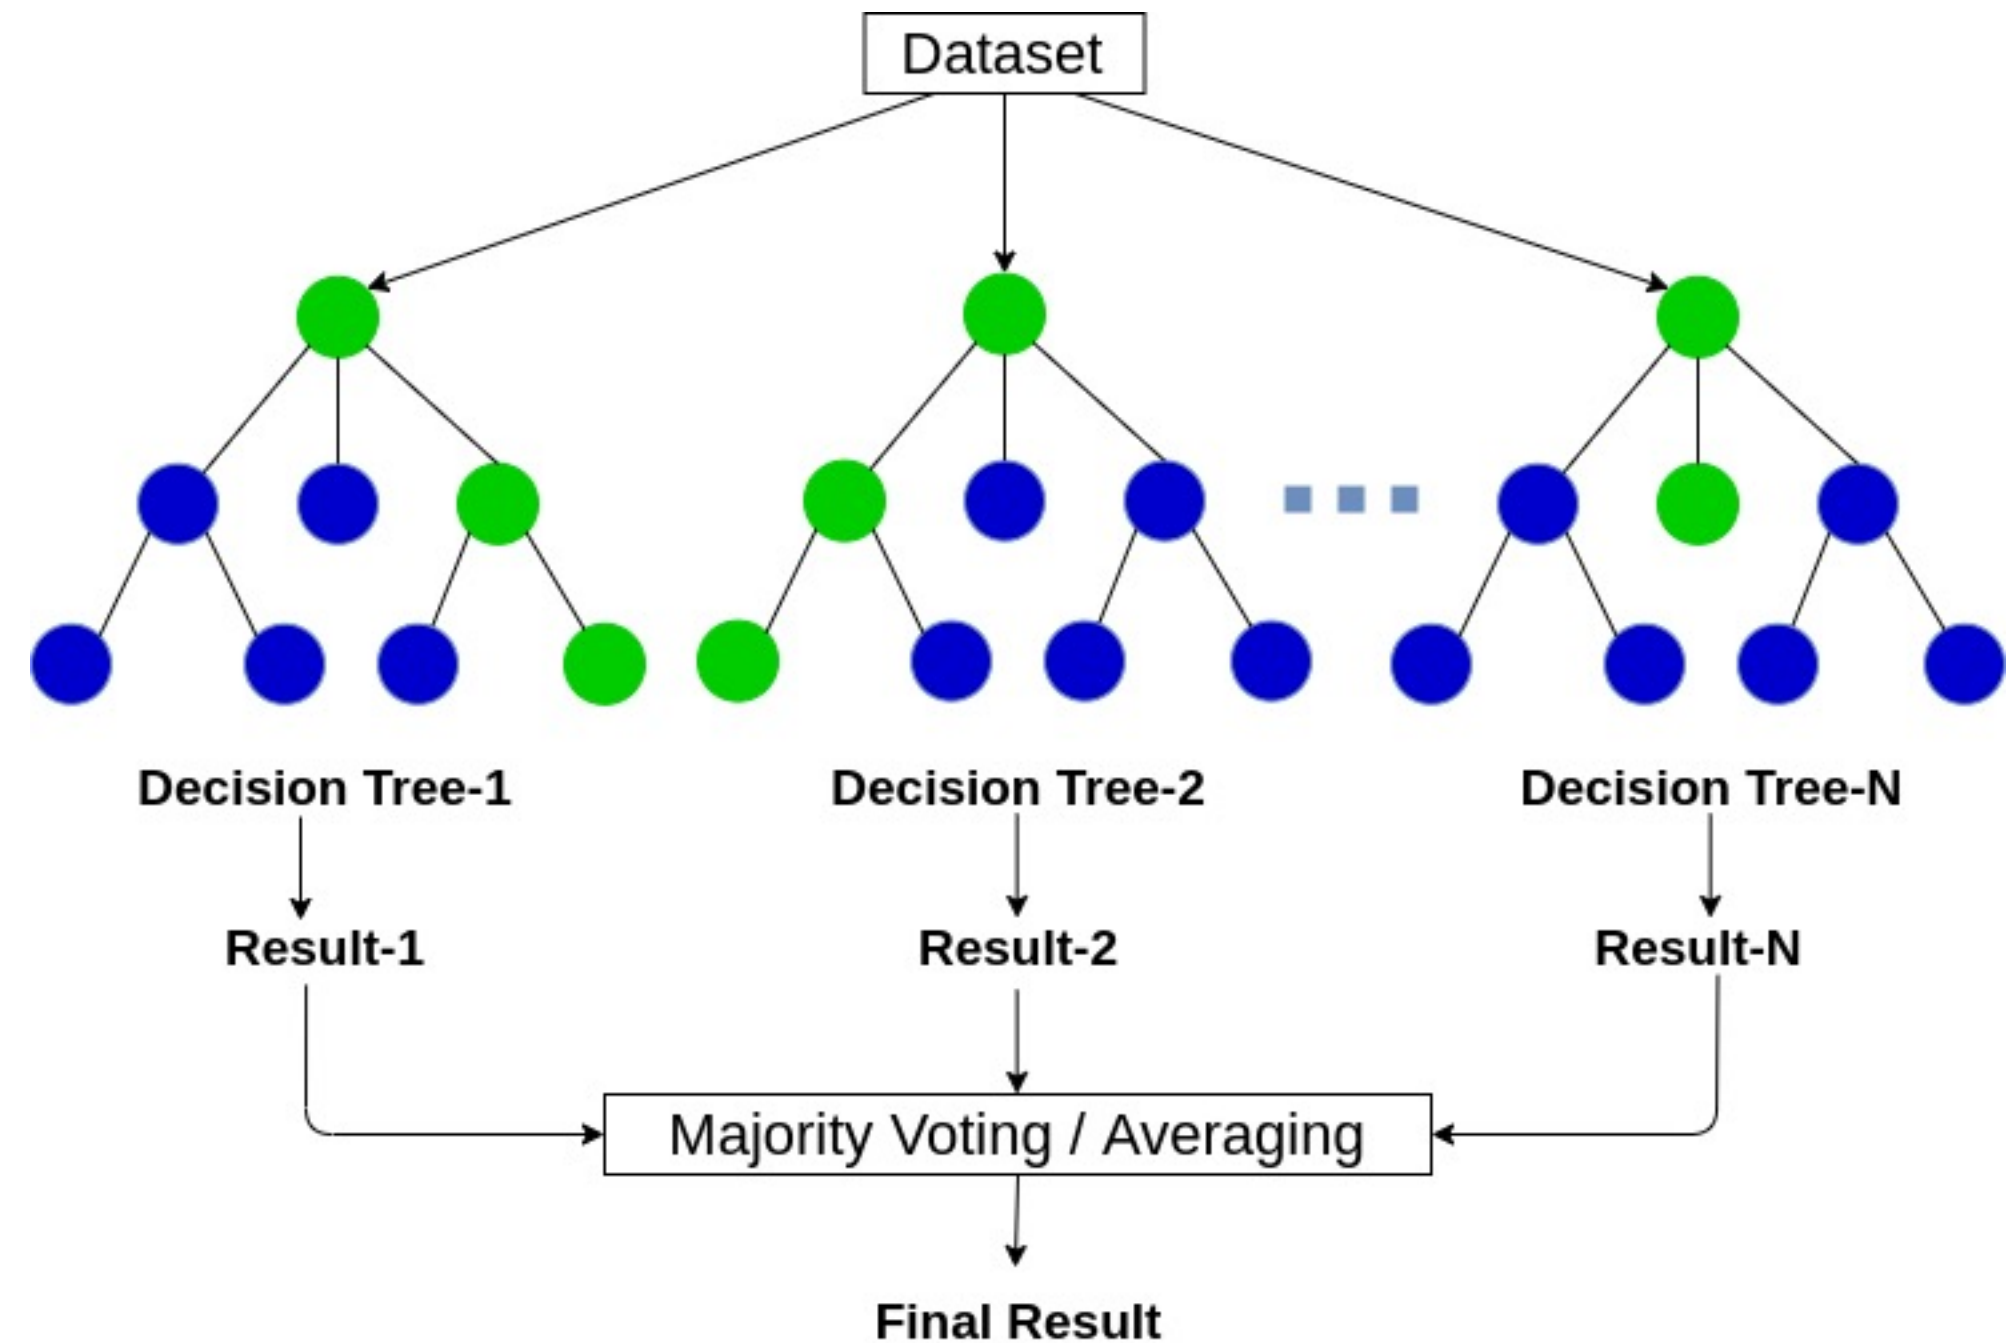 Dataset
Decision Tree-1
Decision Tree-2
Decision Tree-N
Result-1
Result-2
Result-N
Majority Voting / Averaging
Final Result